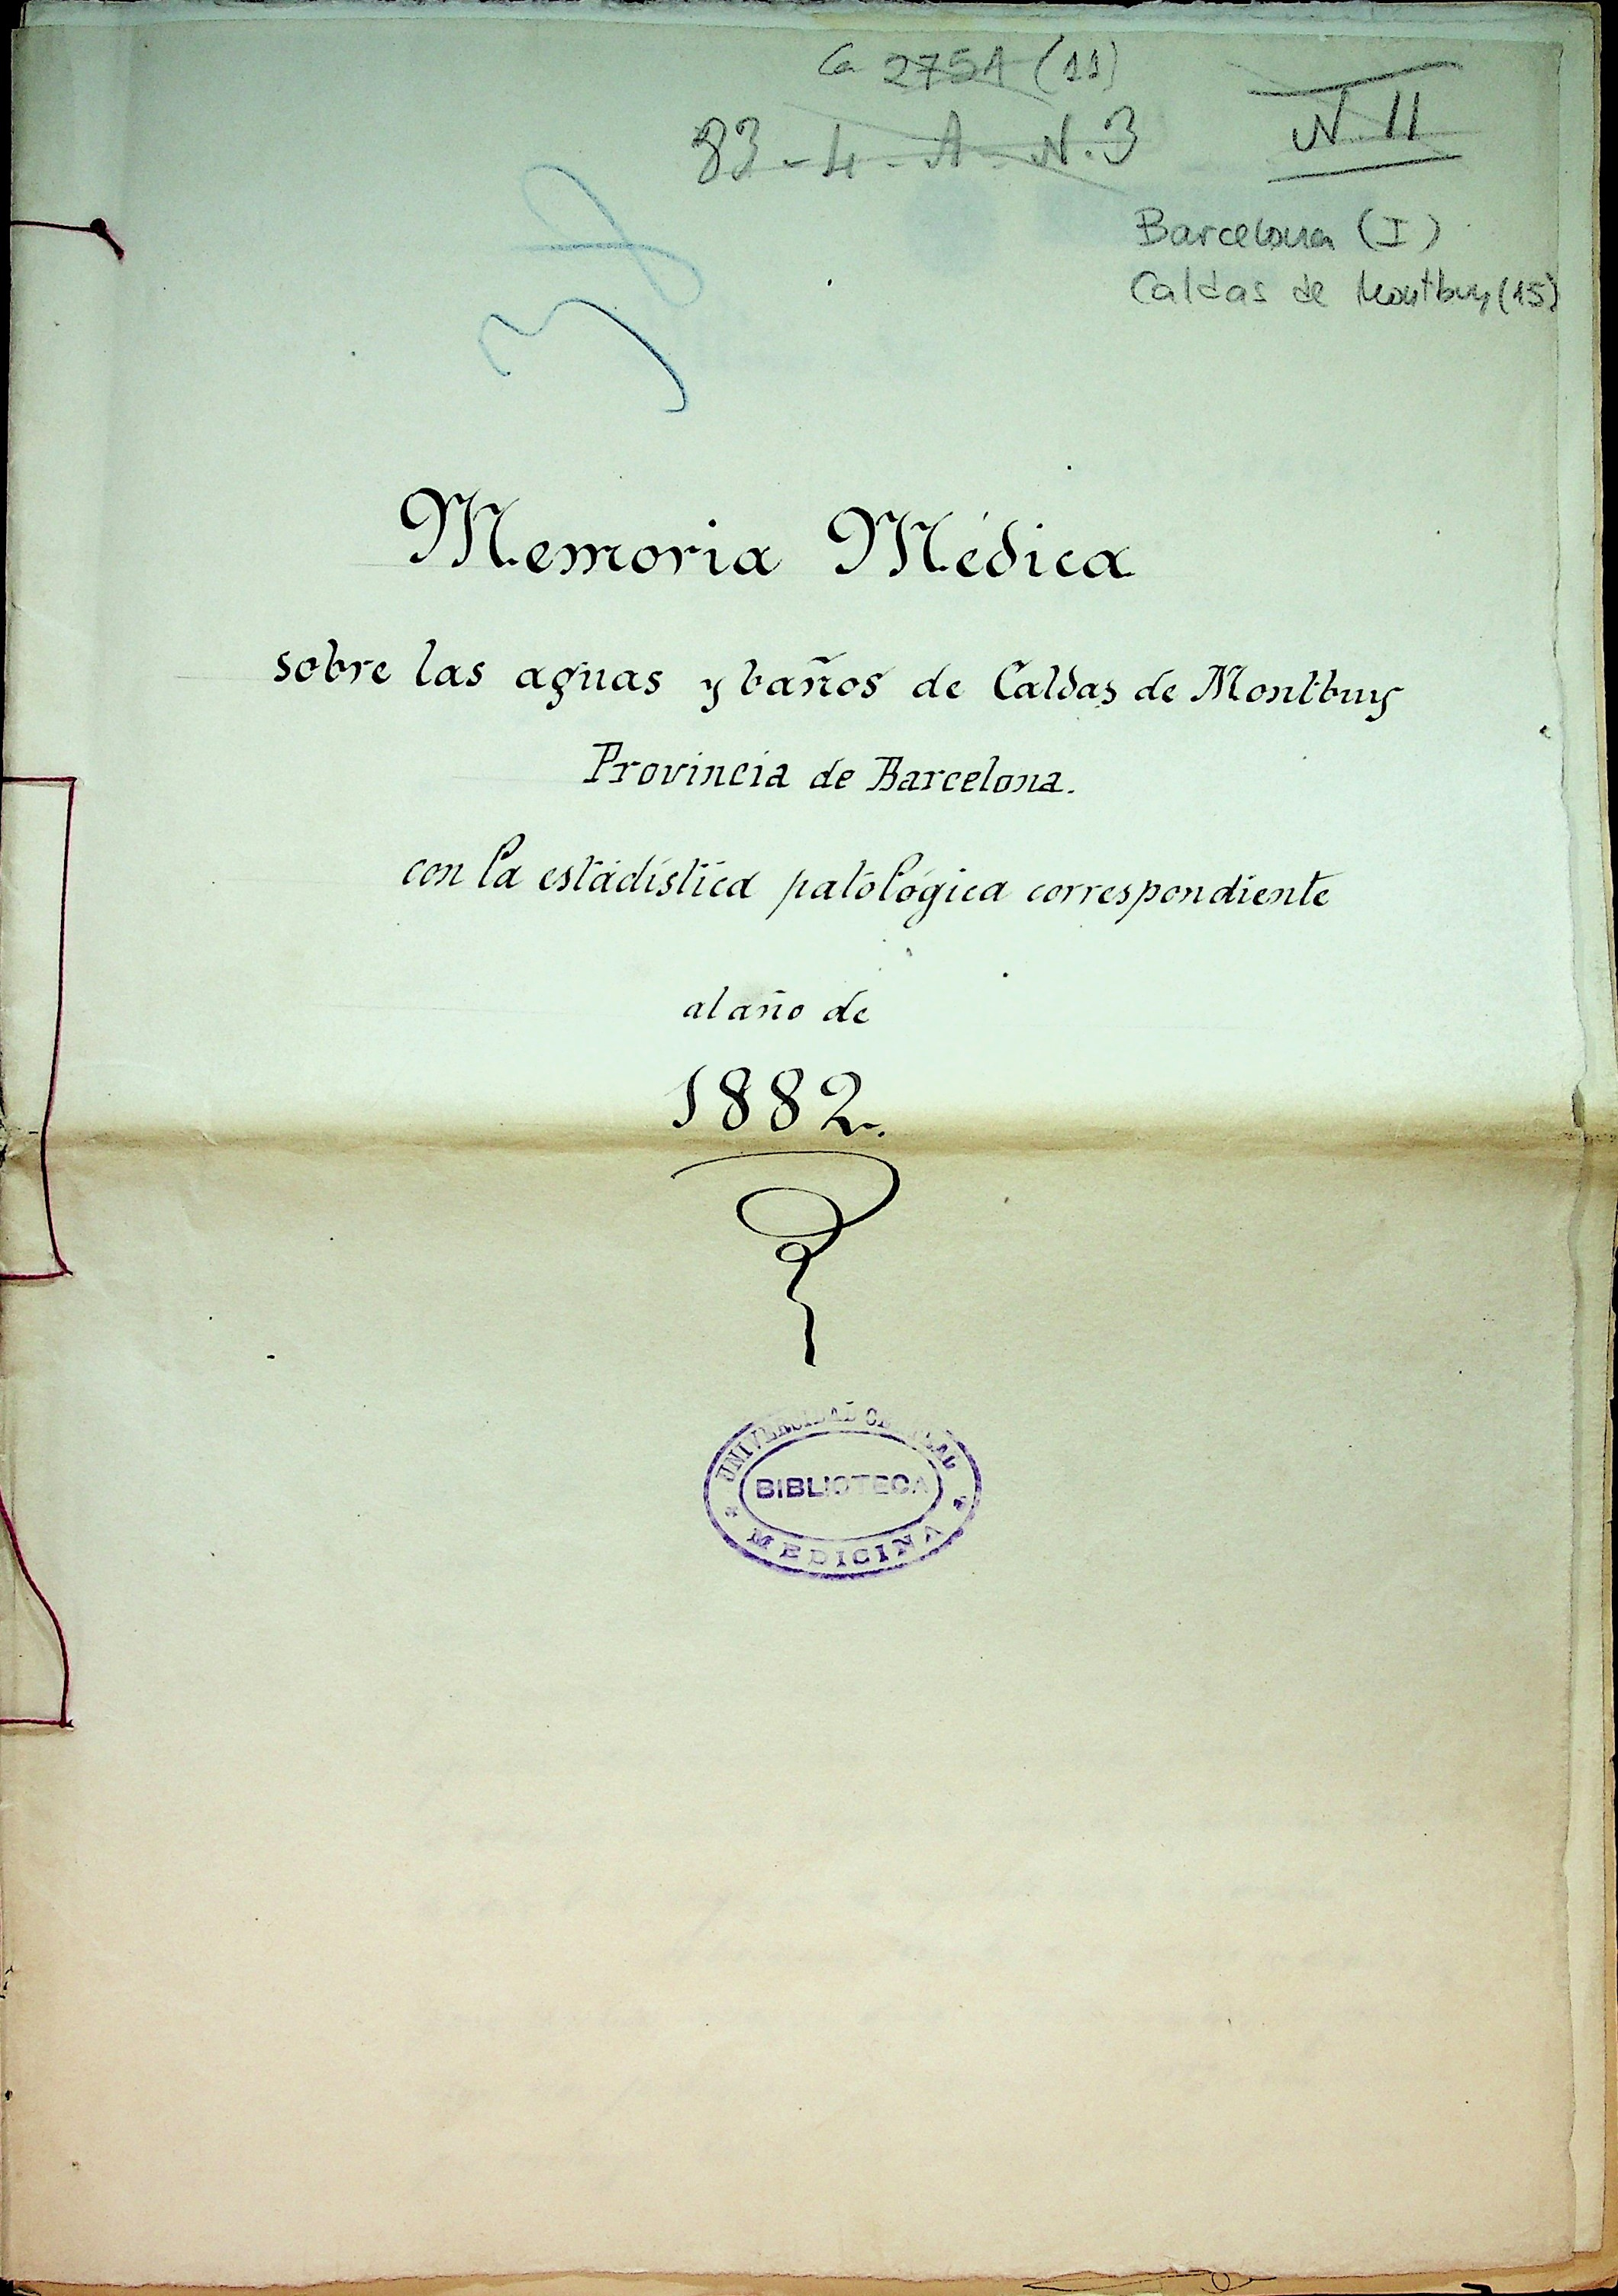 Ca 2751 (11)
83-4-A-N.3
N. 11
Barcelona (I)
Caldas de Montbuy (15)
Memoria Médica
sobre las aguas y baños de Caldas de Montbuy
Provincia de Barcelona.
con la estadística patológica correspondiente
al año de
1882.
UNIVERSIDAD CENTRAL
BIBLIOTECA
MEDICINA